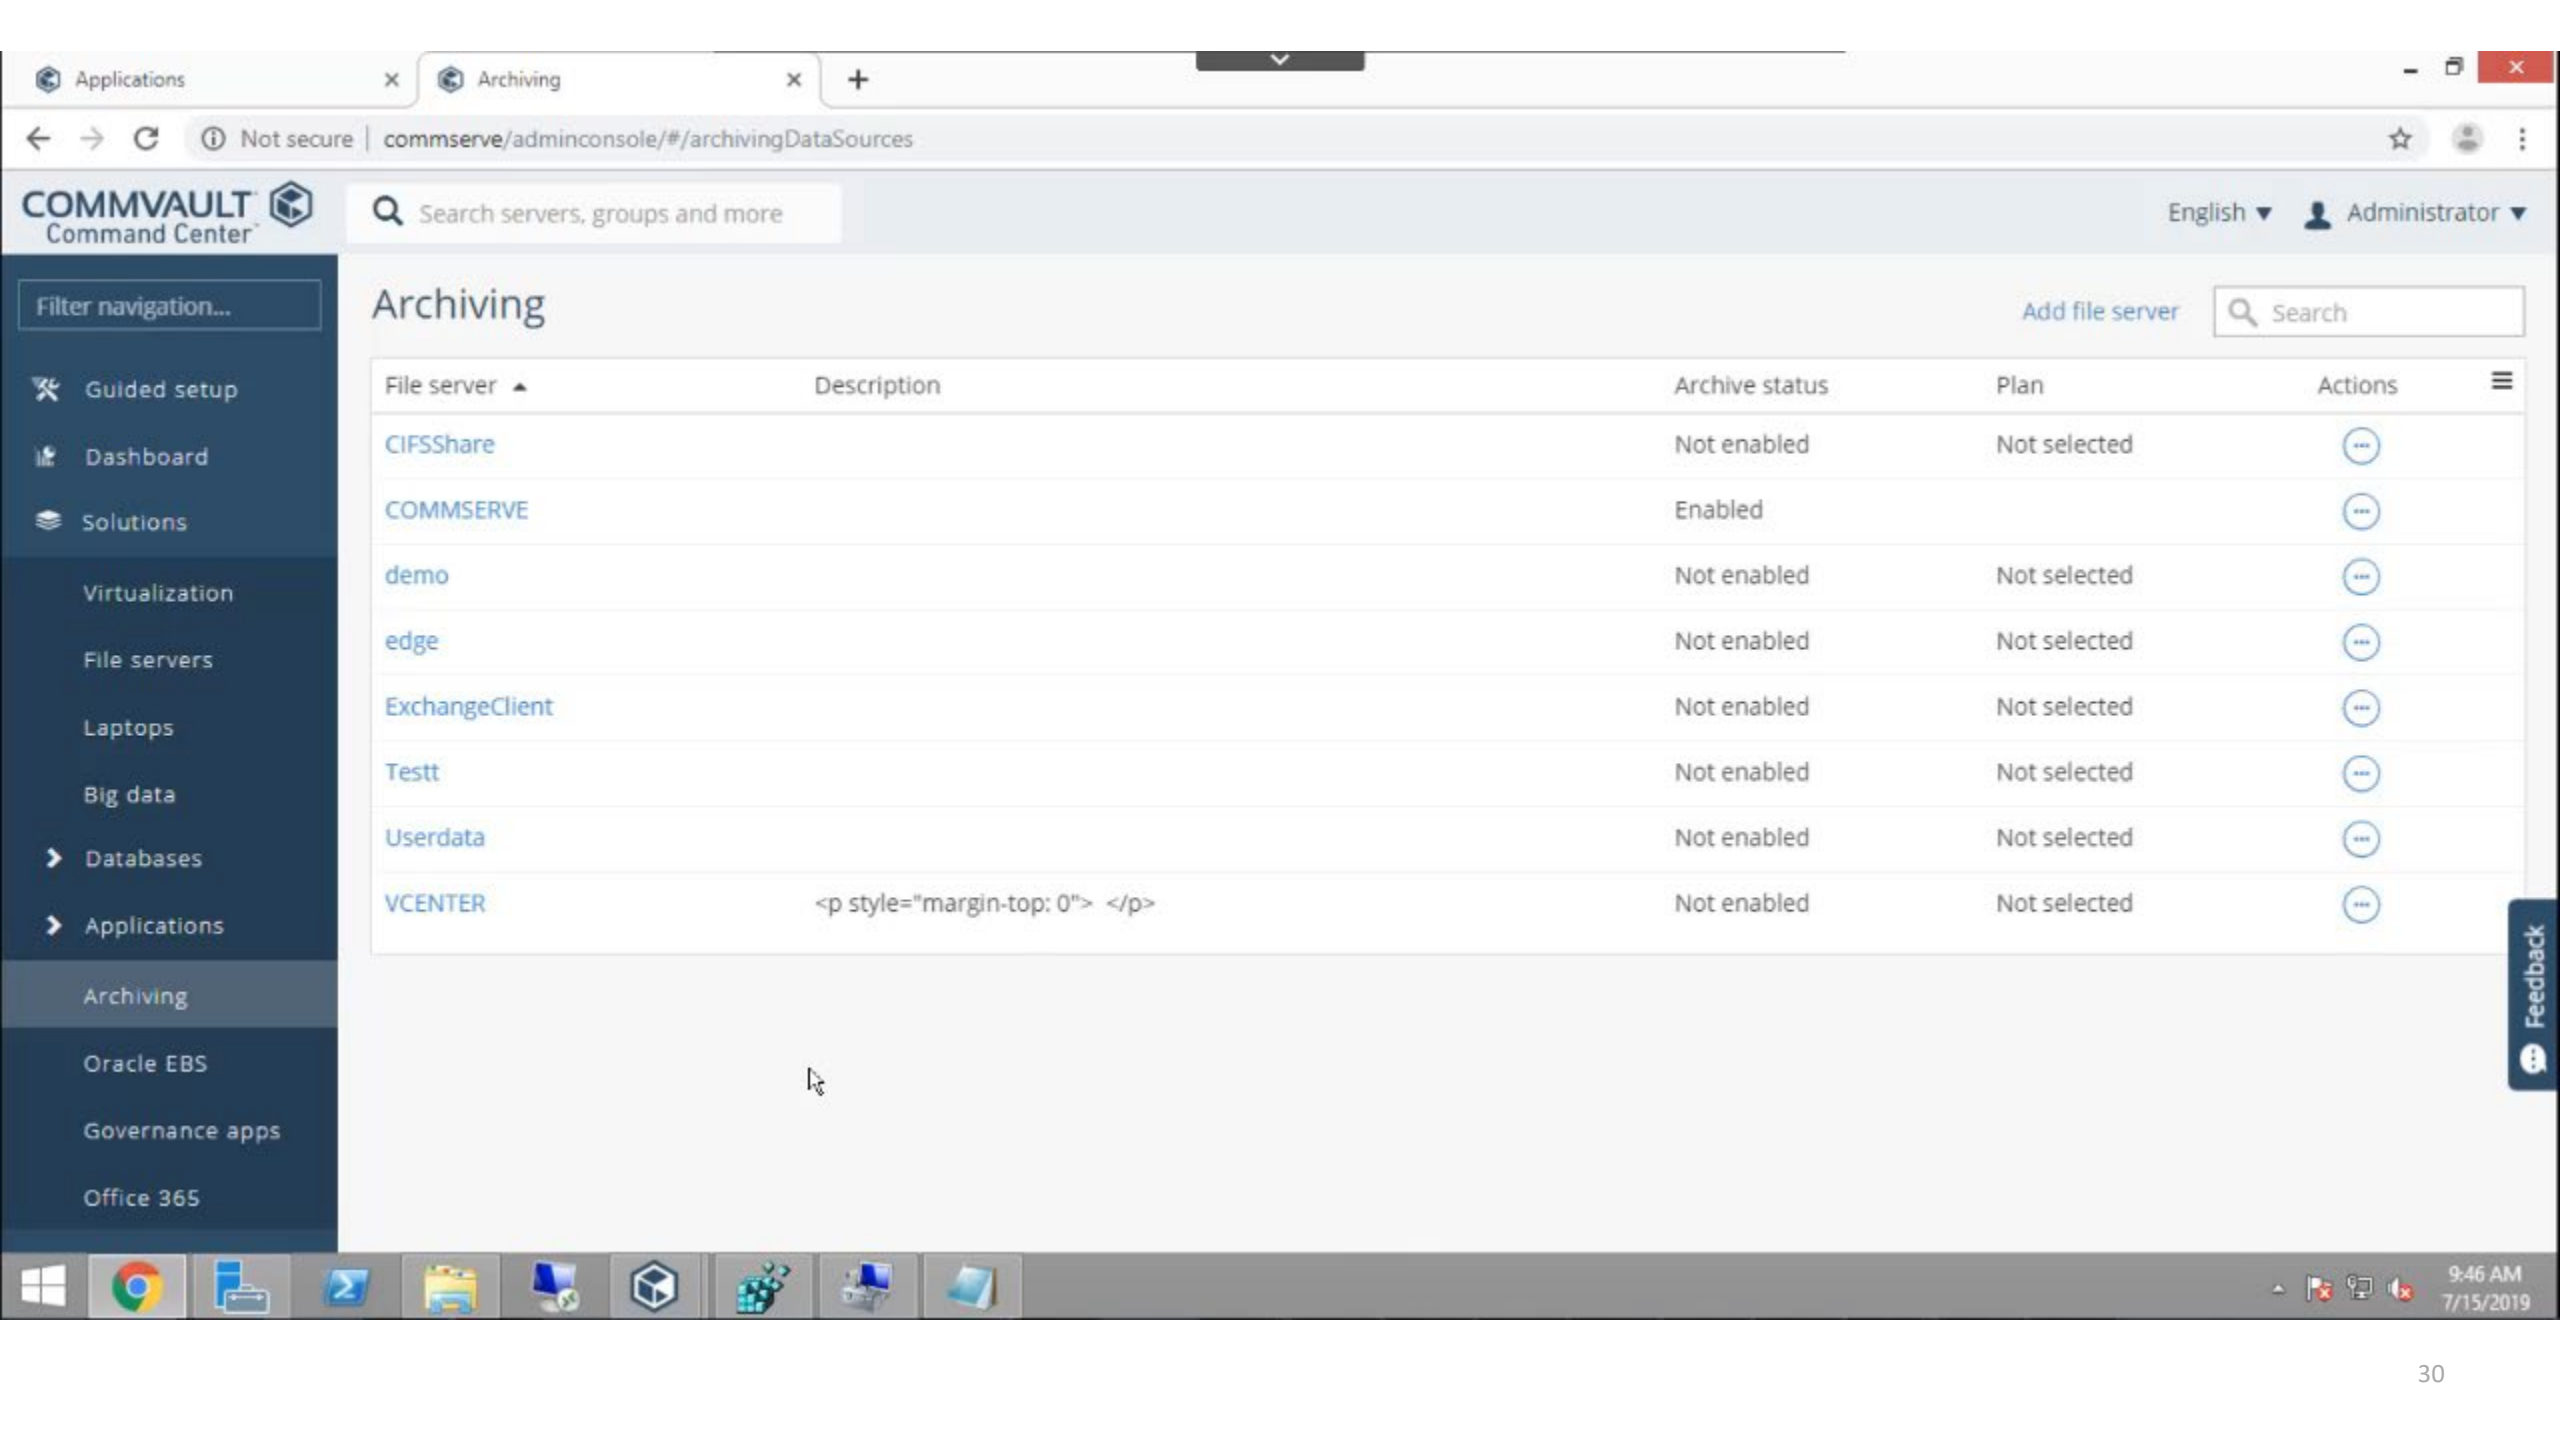 Applications
Archiving
Not secure | commserve/adminconsole/#/archivingDataSources
COMMVAULT
Command Center™
Search servers, groups and more
English
Administrator
Filter navigation...
Guided setup
Dashboard
Solutions
Virtualization
File servers
Laptops
Big data
Databases
Applications
Archiving
Oracle EBS
Governance apps
Office 365
Archiving
Add file server
Search
File server Description Archive status Plan Actions
CIFSShare Not enabled Not selected
COMMSERVE Enabled
demo Not enabled Not selected
edge Not enabled Not selected
ExchangeClient Not enabled Not selected
Testt Not enabled Not selected
Userdata Not enabled Not selected
VCENTER <p style="margin-top: 0"> </p> Not enabled Not selected
Feedback
9:46 AM
7/15/2019
30